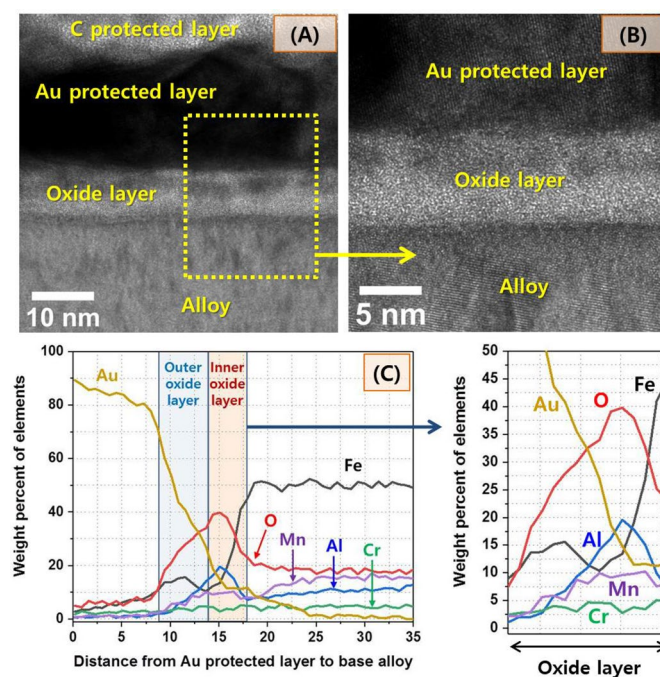 C protected layer
(A)
Au protected layer
Oxide layer
10 nm
Alloy
(B)
Au protected layer
Oxide layer
5 nm
Alloy
Weight percent of elements
100
80
60
40
20
0
Au
Outer
oxide
layer
Inner
oxide
layer
(C)
Fe
O
Mn
Al
Cr
0 5 10 15 20 25 30 35
Distance from Au protected layer to base alloy
Weight percent of elements
50
45
40
35
30
25
20
15
10
5
0
Au
O
Fe
Al
Mn
Cr
Oxide layer